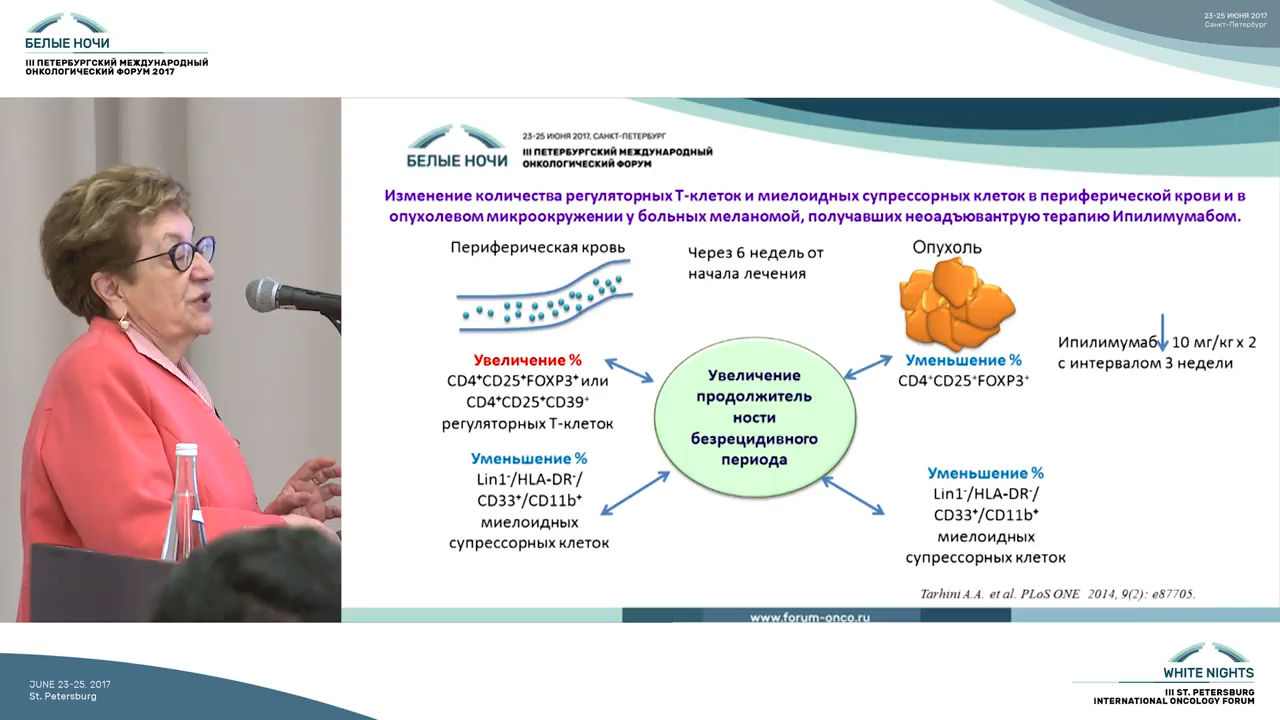 БЕЛЫЕ НОЧИ
III ПЕТЕРБУРГСКИЙ МЕЖДУНАРОДНЫЙ
ОНКОЛОГИЧЕСКИЙ ФОРУМ 2017
23-25 ИЮНЯ 2017
Санкт-Петербург
БЕЛЫЕ НОЧИ
23-25 ИЮНЯ 2017, САНКТ-ПЕТЕРБУРГ
III ПЕТЕРБУРГСКИЙ МЕЖДУНАРОДНЫЙ
ОНКОЛОГИЧЕСКИЙ ФОРУМ
Изменение количества регуляторных Т-клеток и миелоидных супрессорных клеток в периферической крови и в
опухолевом микроокружении у больных меланомой, получавших неоадъювантрую терапию Ипилимумабом.
Периферическая кровь
Через 6 недель от
начала лечения
Опухоль
Ипилимумаб 10 мг/кг х 2
с интервалом 3 недели
Увеличение %
CD4⁺CD25⁺FOXP3⁺ или
CD4⁺CD25⁺CD39⁺
регуляторных Т-клеток
Уменьшение %
Lin1⁻/HLA-DR⁻/
CD33⁺/CD11b⁺
миелоидных
супрессорных клеток
Увеличение
продолжитель
ности
безрецидивного
периода
Уменьшение %
CD4⁺CD25⁺FOXP3⁺
Уменьшение %
Lin1⁻/HLA-DR⁻/
CD33⁺/CD11b⁺
миелоидных
супрессорных клеток
Tarhini A.A. et al. PLoS ONE 2014, 9(2): e87705.
www.forum-onco.ru
JUNE 23-25, 2017
St. Petersburg
WHITE NIGHTS
III ST. PETERSBURG
INTERNATIONAL ONCOLOGY FORUM